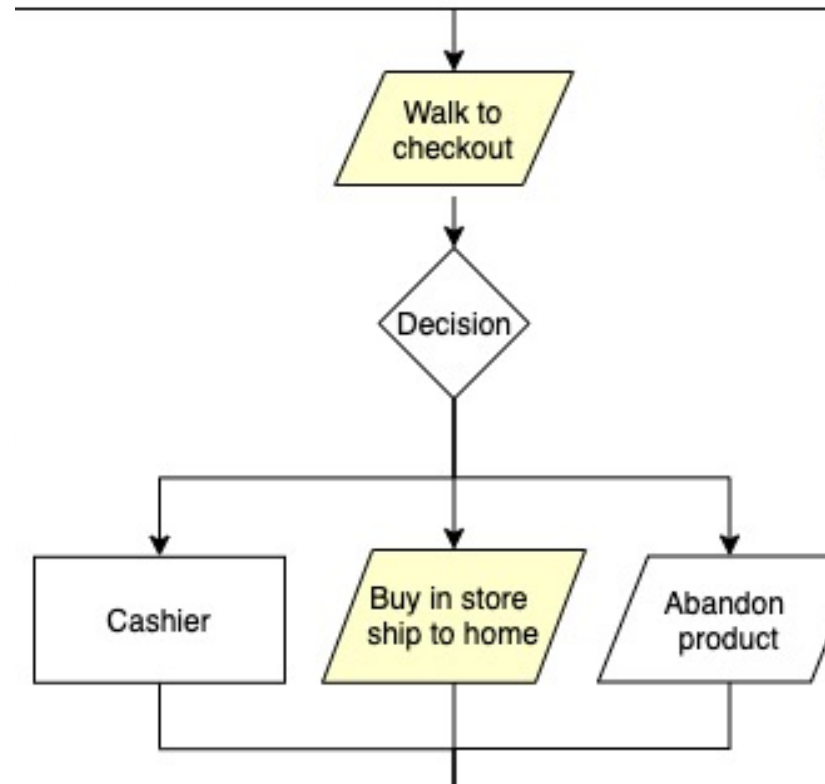 Walk to
checkout
Decision
Cashier
Buy in store
ship to home
Abandon
product